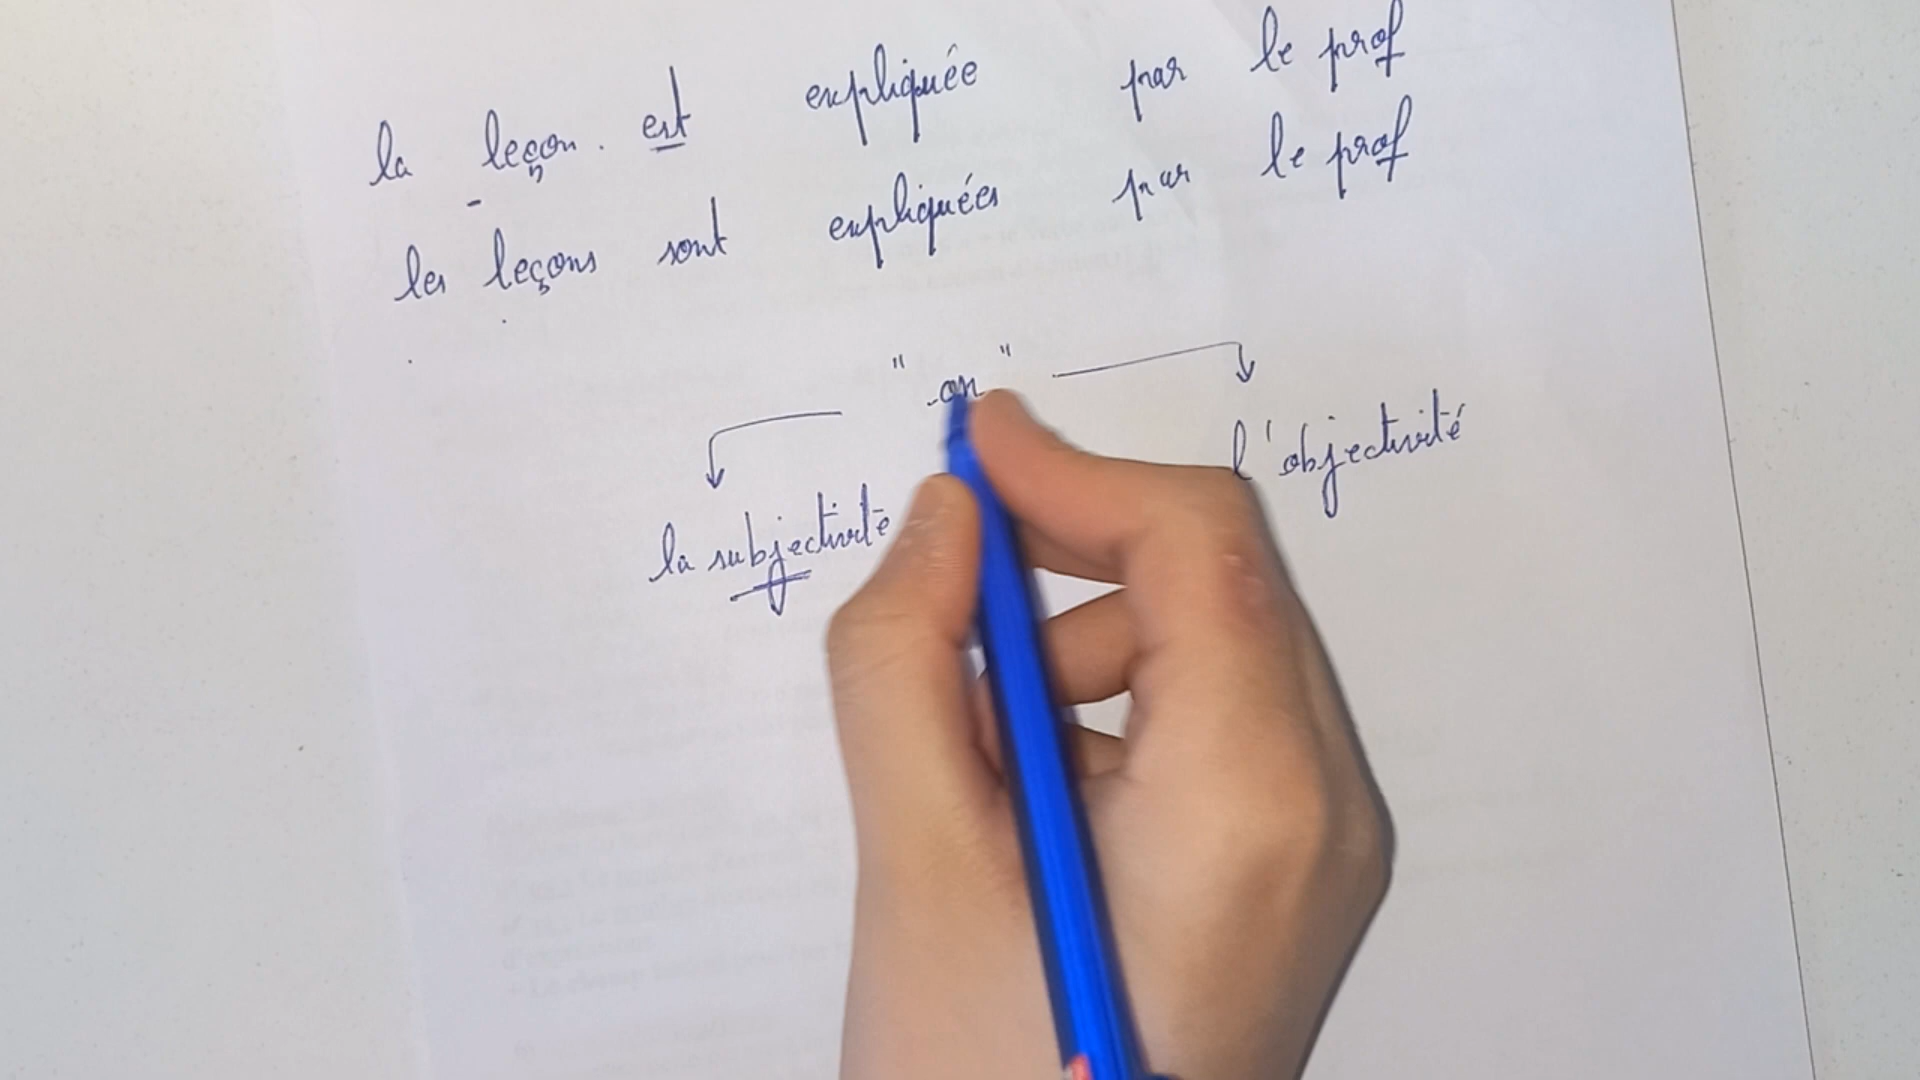 la leçon. est expliquée par le prof
les leçons sont expliquées par le prof
"on"
la subjectivité
l'objectivité